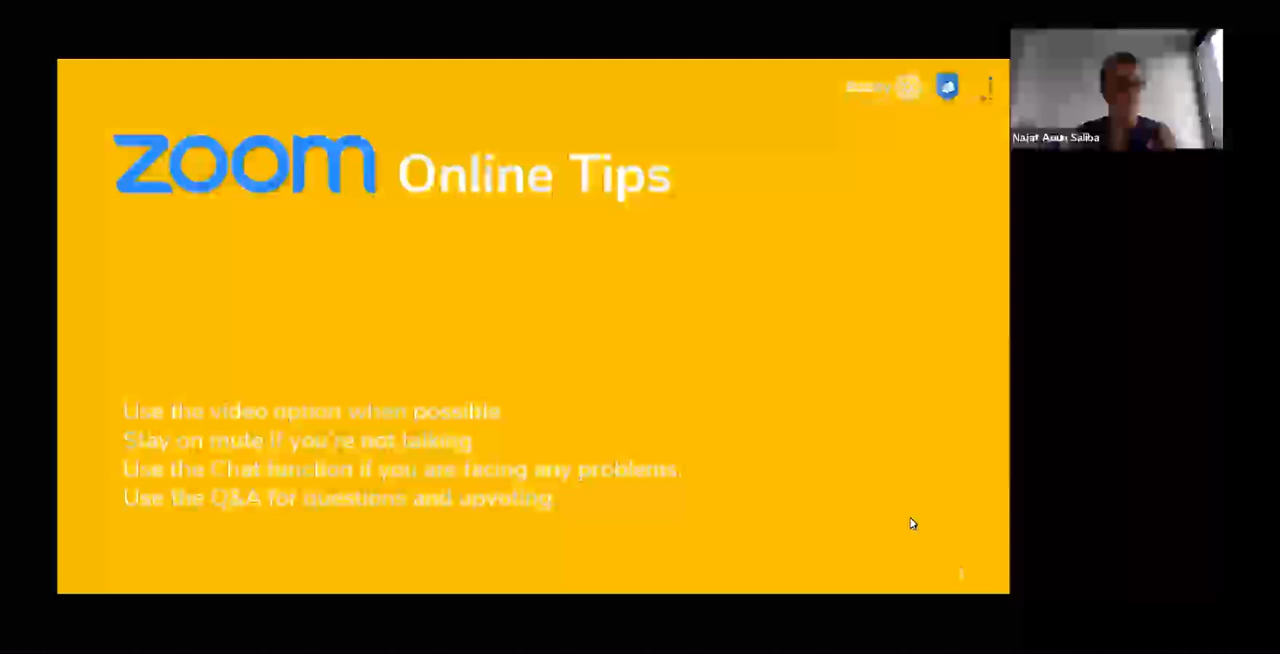 zoom Online Tips
Najat Aoun Saliba
Use the video option when possible
Stay on mute if you're not talking
Use the Chat function if you are facing any problems.
Use the Q&A for questions and upvoting